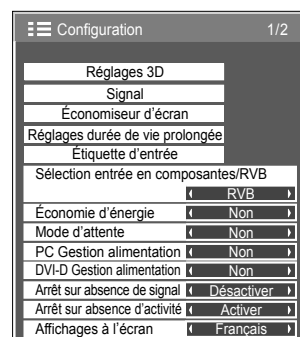 Configuration 1/2
Réglages 3D
Signal
Économiseur d'écran
Réglages durée de vie prolongée
Étiquette d'entrée
Sélection entrée en composantes/RVB
RVB
Économie d'énergie Non
Mode d'attente Non
PC Gestion alimentation Non
DVI-D Gestion alimentation Non
Arrêt sur absence de signal Désactiver
Arrêt sur absence d'activité Activer
Affichages à l'écran Français